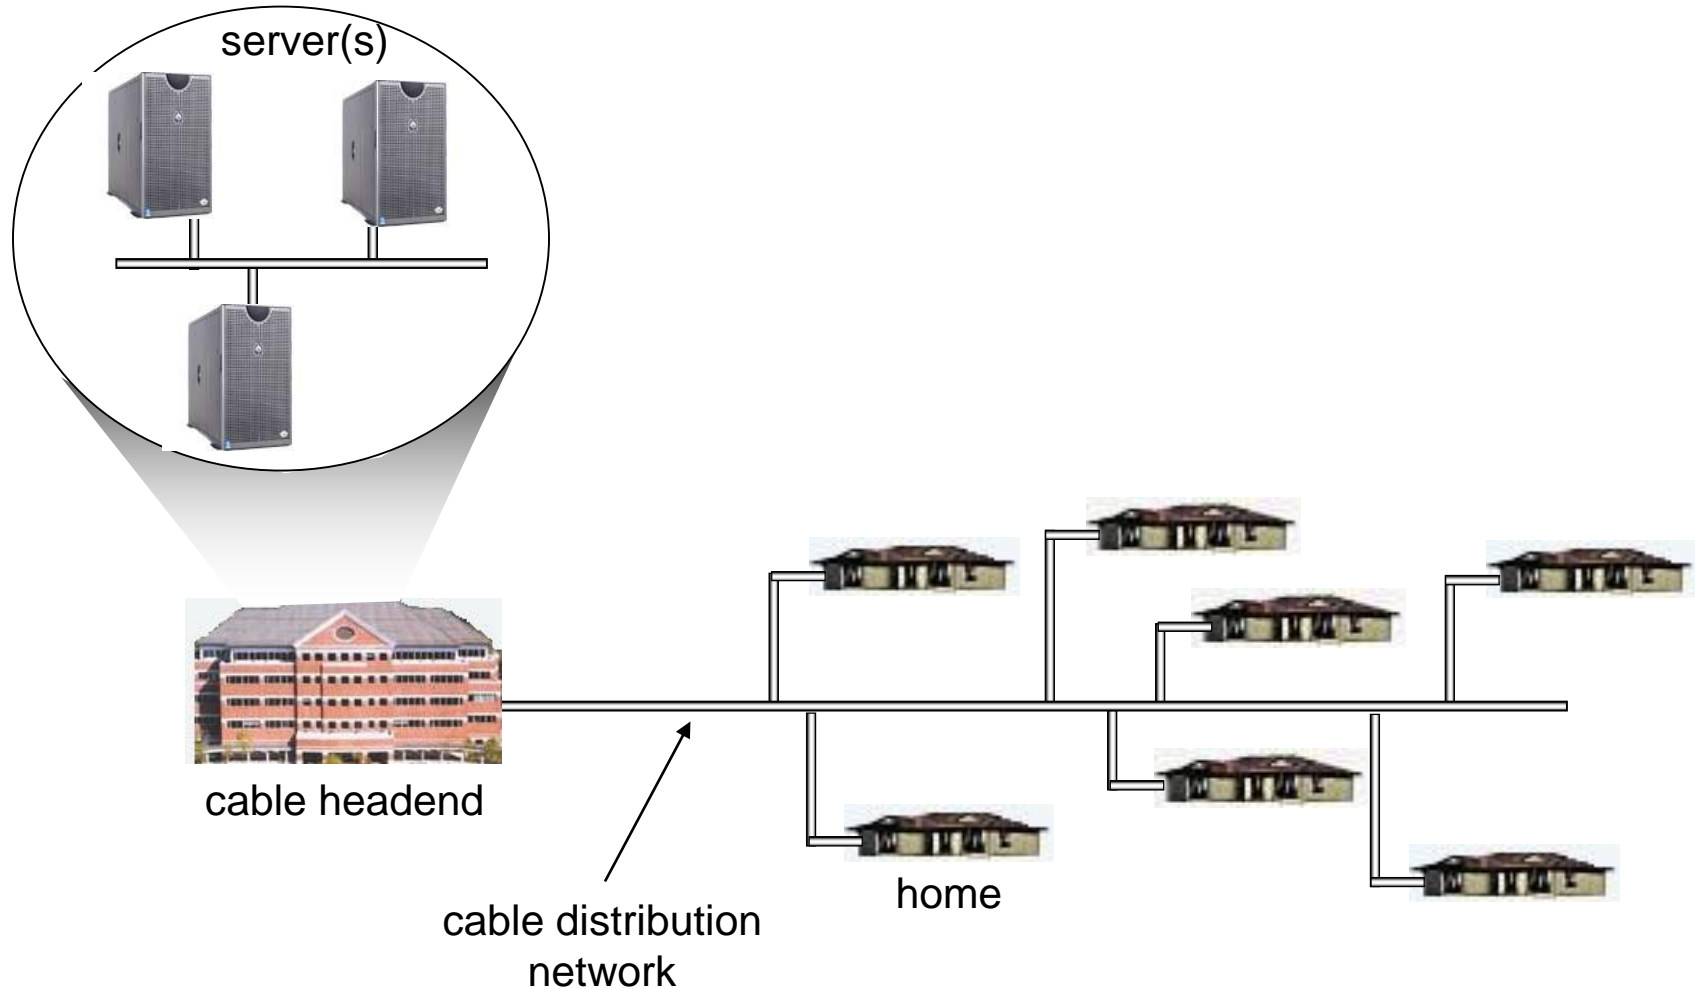 server(s)
cable headend
home
cable distribution
network